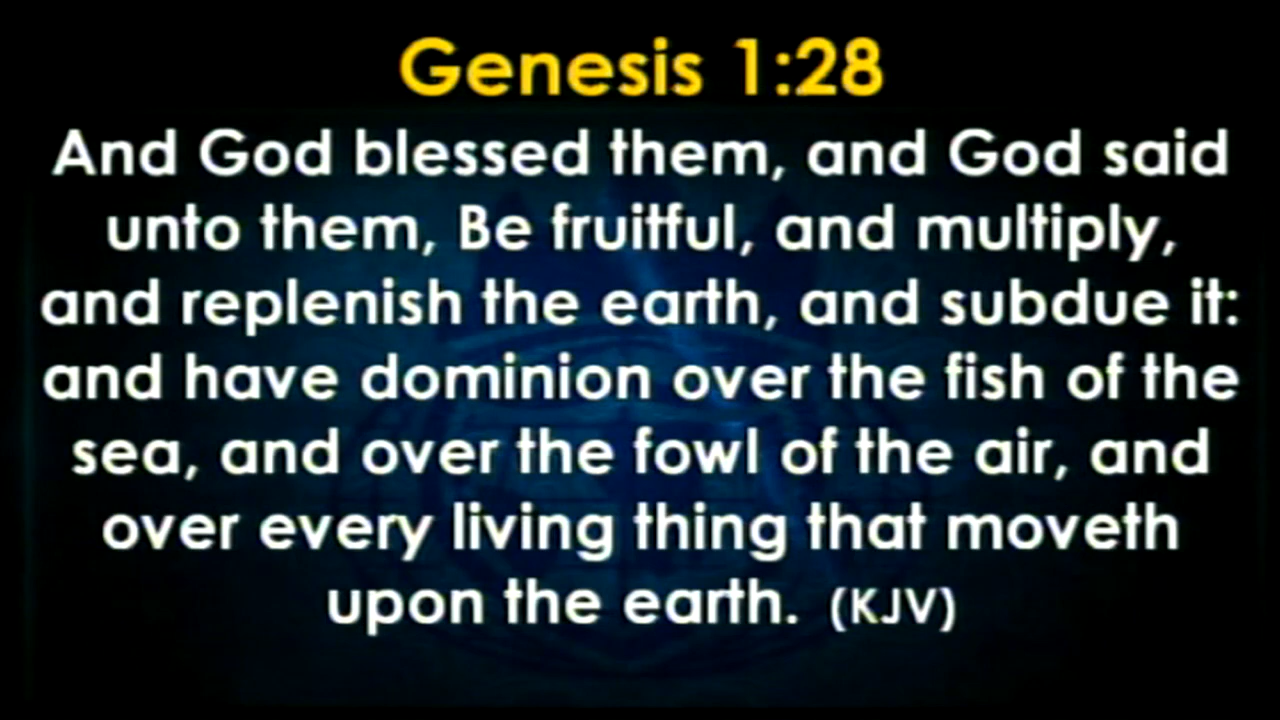 Genesis 1:28
And God blessed them, and God said
unto them, Be fruitful, and multiply,
and replenish the earth, and subdue it:
and have dominion over the fish of the
sea, and over the fowl of the air, and
over every living thing that moveth
upon the earth. (KJV)